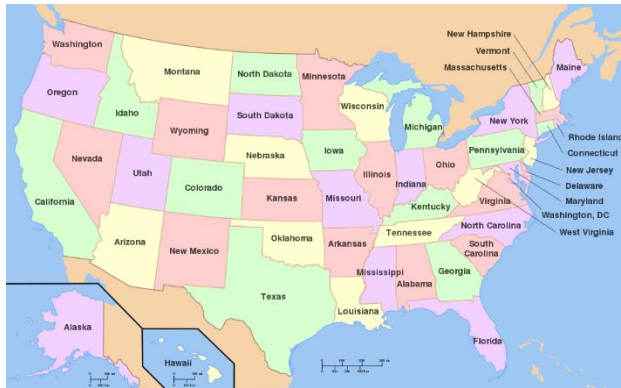 New Hampshire
Vermont
Massachusetts
Washington
Montana
North Dakota
Minnesota
Maine
Oregon
Idaho
South Dakota
Wisconsin
Michigan
New York
Wyoming
Rhode Island
Connecticut
Nevada
Utah
Nebraska
Iowa
Pennsylvania
New Jersey
Colorado
Illinois
Indiana
Ohio
Delaware
Maryland
California
Kansas
Missouri
Kentucky
Virginia
Washington, DC
West Virginia
Arizona
New Mexico
Oklahoma
Arkansas
Tennessee
North Carolina
South
Carolina
Texas
Mississippi
Alabama
Georgia
Louisiana
Alaska
Hawaii
Florida